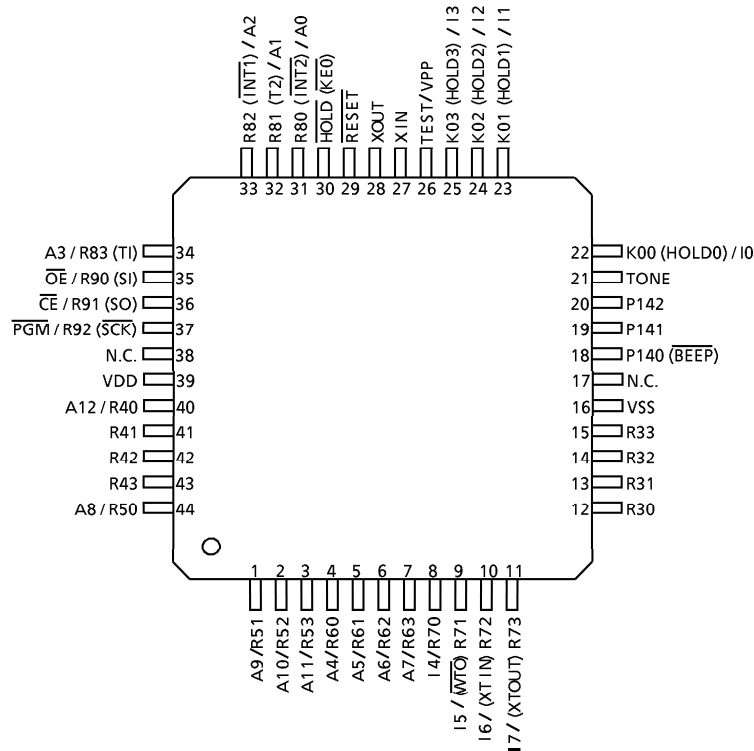 R82 (INT1) / A2
R81 (T2) / A1
R80 (INT2) / A0
HOLD (KE0)
RESET
XOUT
XIN
TEST/VPP
K03 (HOLD3) / I3
K02 (HOLD2) / I2
K01 (HOLD1) / I1
33 32 31 30 29 28 27 26 25 24 23
A3 / R83 (TI) 34
OE / R90 (SI) 35
CE / R91 (SO) 36
PGM / R92 (SCK) 37
N.C. 38
VDD 39
A12 / R40 40
R41 41
R42 42
R43 43
A8 / R50 44
22 K00 (HOLD0) / I0
21 TONE
20 P142
19 P141
18 P140 (BEEP)
17 N.C.
16 VSS
15 R33
14 R32
13 R31
12 R30
1 2 3 4 5 6 7 8 9 10 11
A9/R51
A10/R52
A11/R53
A4/R60
A5/R61
A6/R62
A7/R63
I4/R70
I5 / (WTO) R71
I6 / (XTIN) R72
I7 / (XTOUT) R73